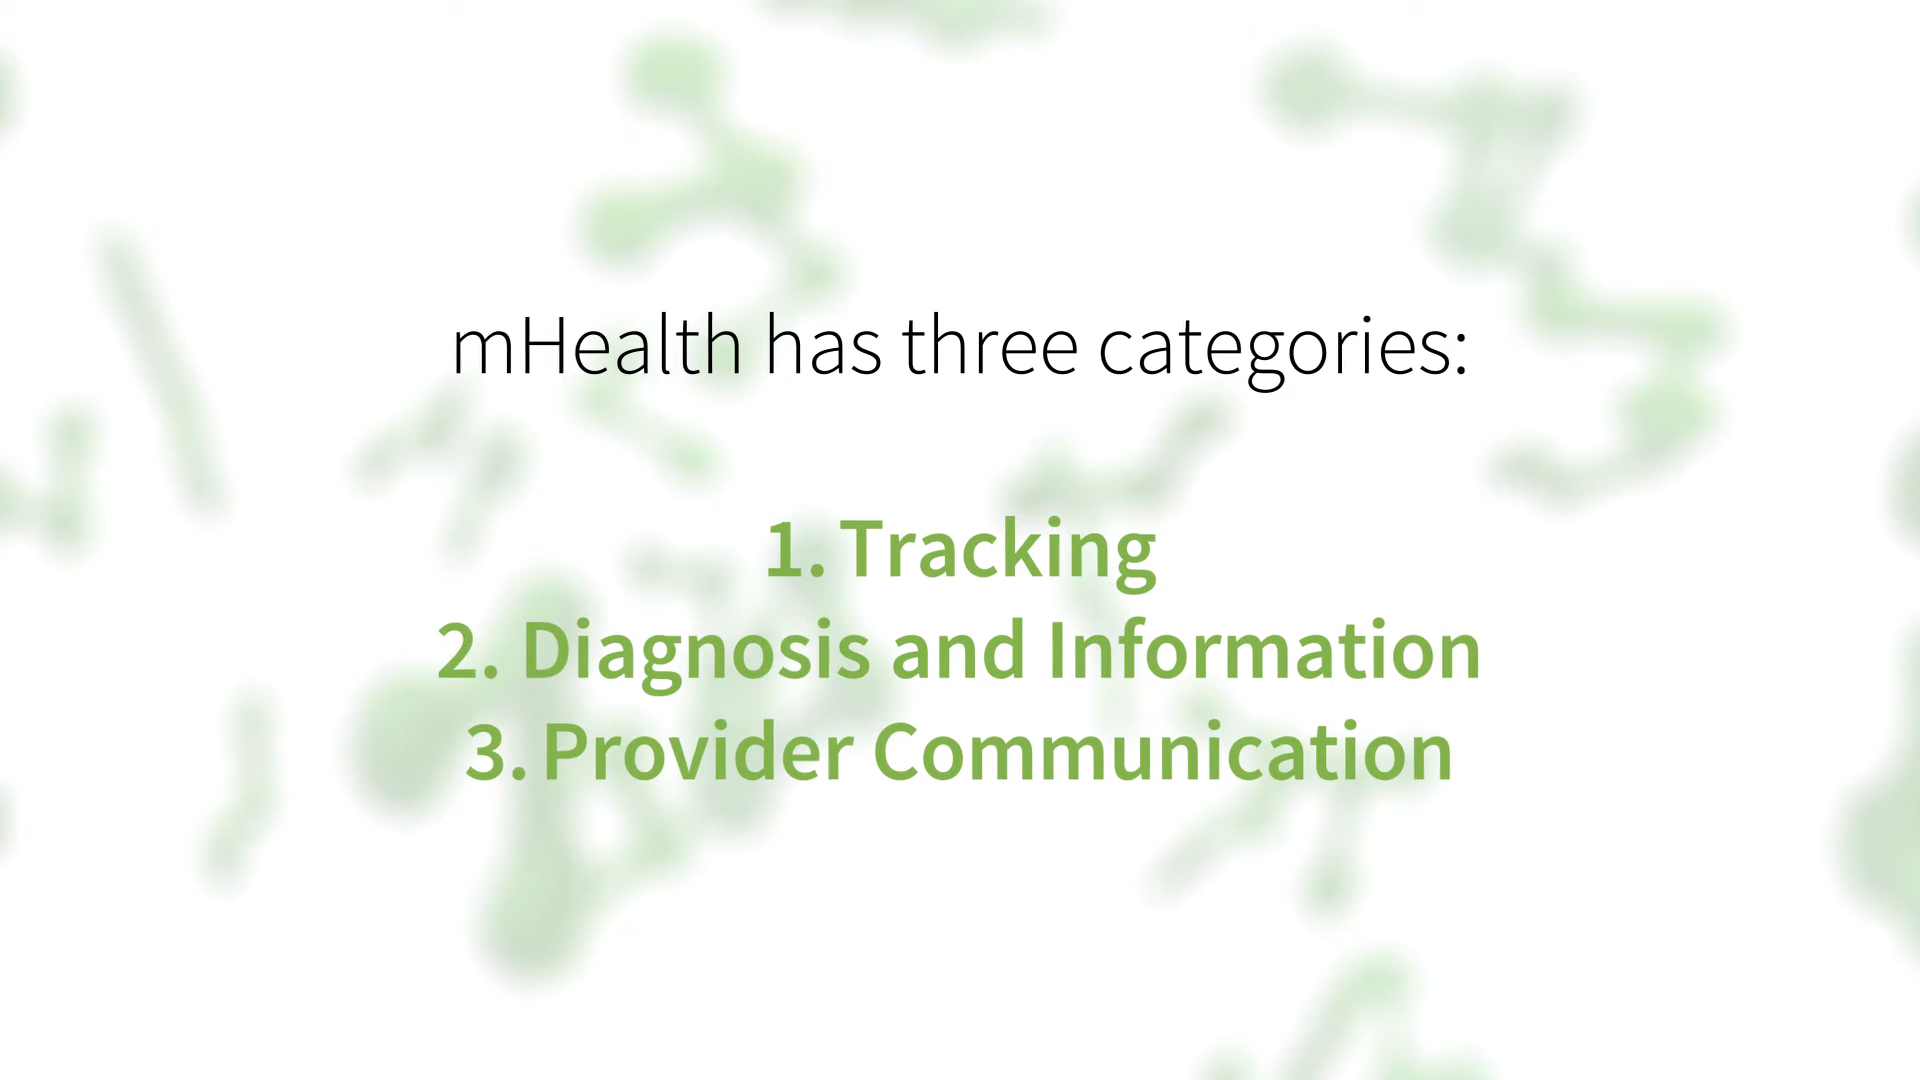 mHealth has three categories:
1. Tracking
2. Diagnosis and Information
3. Provider Communication